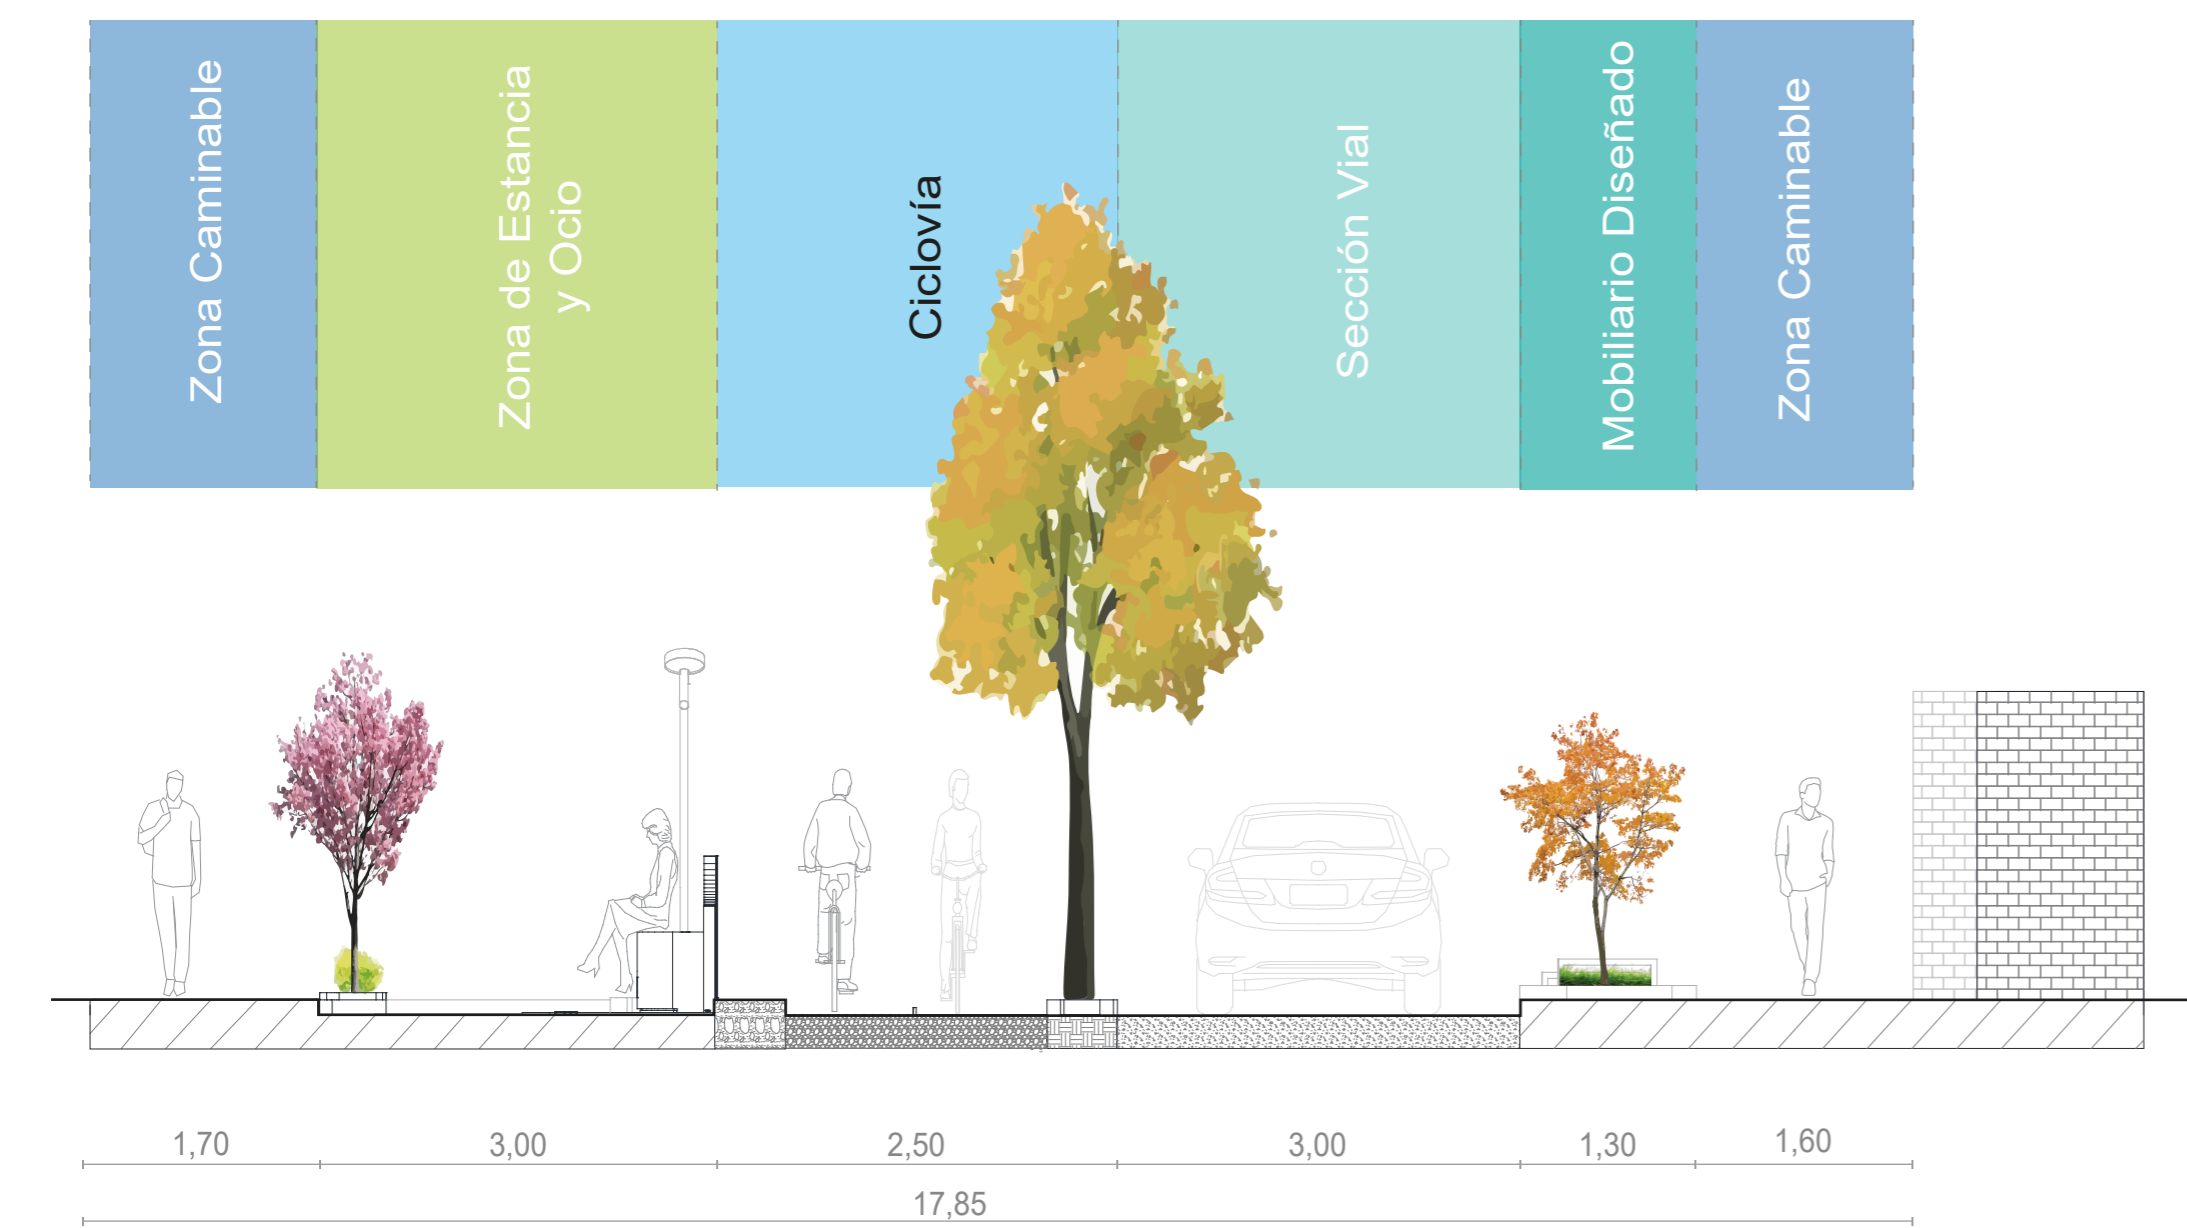 Zona Caminable
Zona de Estancia
y Ocio
Ciclovía
Sección Vial
Mobiliario Diseñado
Zona Caminable
1,70
3,00
2,50
3,00
1,30
1,60
17,85